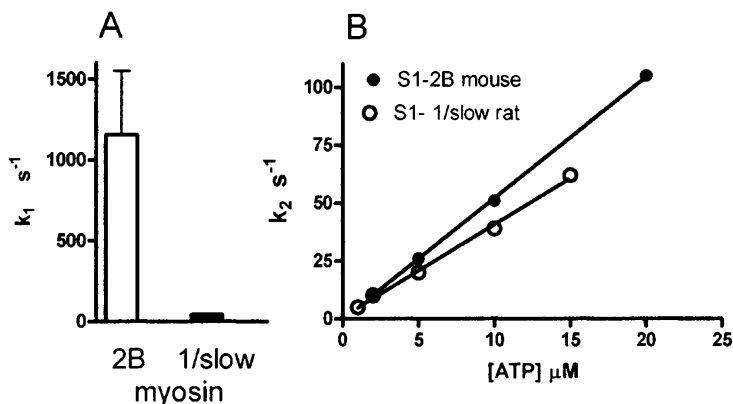 A
k₁ s⁻¹
1500
1000
500
0
2B 1/slow
myosin
B
k₂ s⁻¹
100
75
50
25
0
S1-2B mouse
S1- 1/slow rat
0 5 10 15 20 25
[ATP] μM